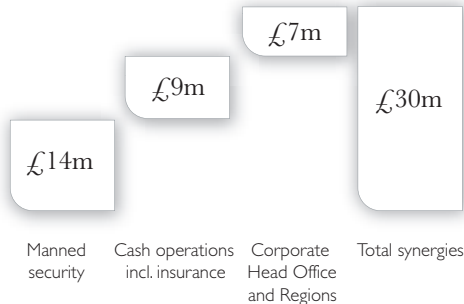 £7m
£9m
£30m
£14m
Manned
security
Cash operations
incl. insurance
Corporate
Head Office
and Regions
Total synergies